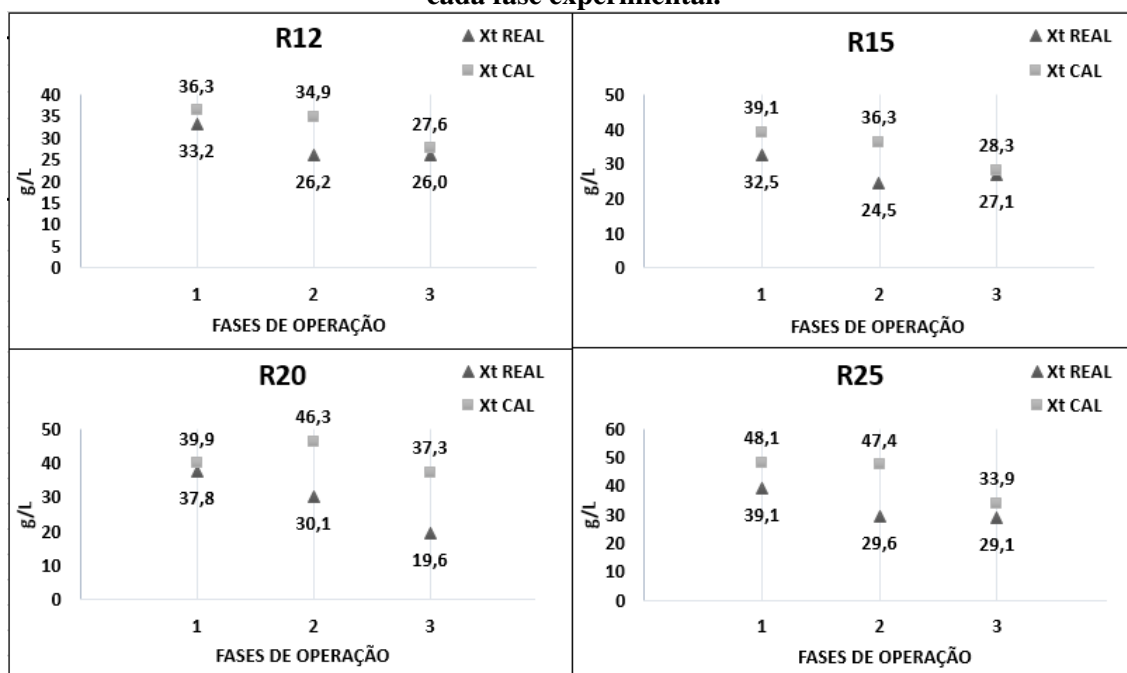 cada fase experimental.
R12
▲ Xt REAL
■ Xt CAL
36,3 34,9 27,6
33,2 26,2 26,0
40
35
30
25
20
15
10
5
0
g/L
1 2 3
FASES DE OPERAÇÃO
R15
▲ Xt REAL
■ Xt CAL
39,1 36,3 28,3
32,5 24,5 27,1
50
40
30
20
10
0
g/L
1 2 3
FASES DE OPERAÇÃO
R20
▲ Xt REAL
■ Xt CAL
39,9 46,3 37,3
37,8 30,1 19,6
50
40
30
20
10
0
g/L
1 2 3
FASES DE OPERAÇÃO
R25
▲ Xt REAL
■ Xt CAL
48,1 47,4 33,9
39,1 29,6 29,1
60
50
40
30
20
10
0
g/L
1 2 3
FASES DE OPERAÇÃO